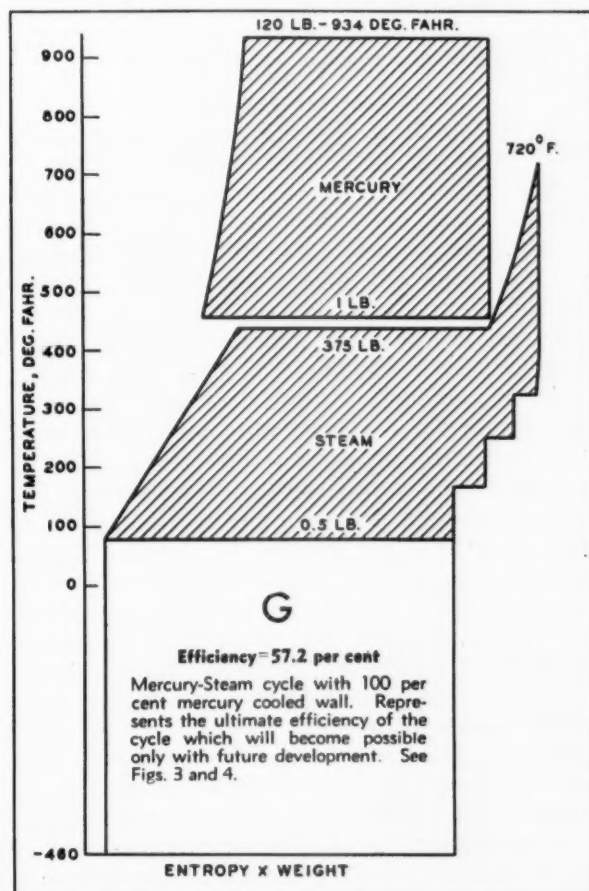 120 LB. - 934 DEG. FAHR.
900
800
700
600
500
400
300
200
100
0
-460
TEMPERATURE, DEG. FAHR.
720° F.
MERCURY
1 LB.
375 LB.
STEAM
0.5 LB.
G
Efficiency=57.2 per cent
Mercury-Steam cycle with 100 per
cent mercury cooled wall. Repre-
sents the ultimate efficiency of the
cycle which will become possible
only with future development. See
Figs. 3 and 4.
ENTROPY X WEIGHT